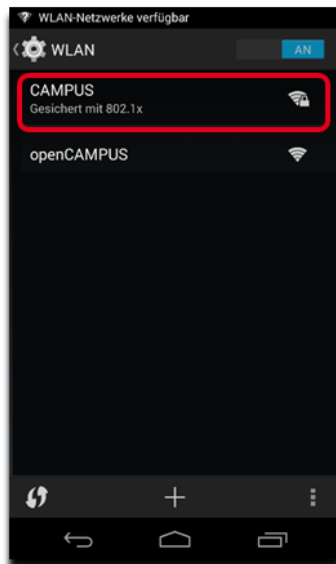 WLAN-Netzwerke verfügbar
WLAN
AN
CAMPUS
Gesichert mit 802.1x
openCAMPUS